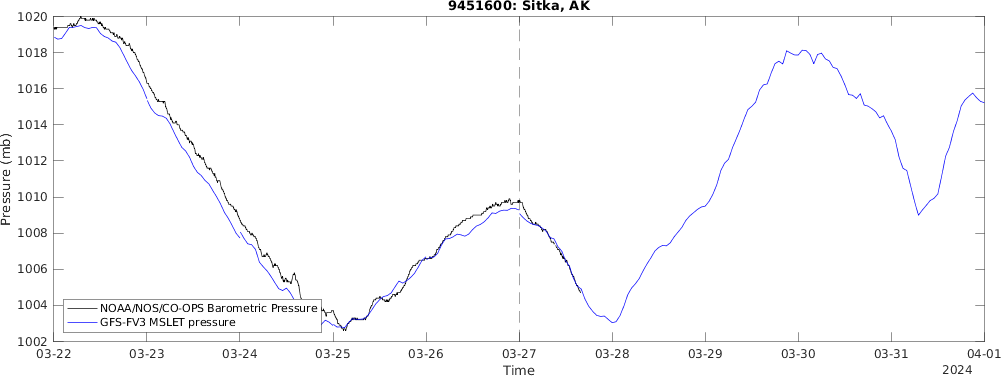 9451600: Sitka, AK
Pressure (mb)
1020
1018
1016
1014
1012
1010
1008
1006
1004
1002
NOAA/NOS/CO-OPS Barometric Pressure
GFS-FV3 MSLET pressure
03-22 03-23 03-24 03-25 03-26 03-27 03-28 03-29 03-30 03-31 04-01
Time
2024